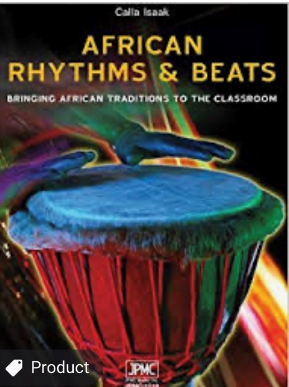 Calla Isaak
AFRICAN
RHYTHMS & BEATS
BRINGING AFRICAN TRADITIONS TO THE CLASSROOM
JPMC
Product